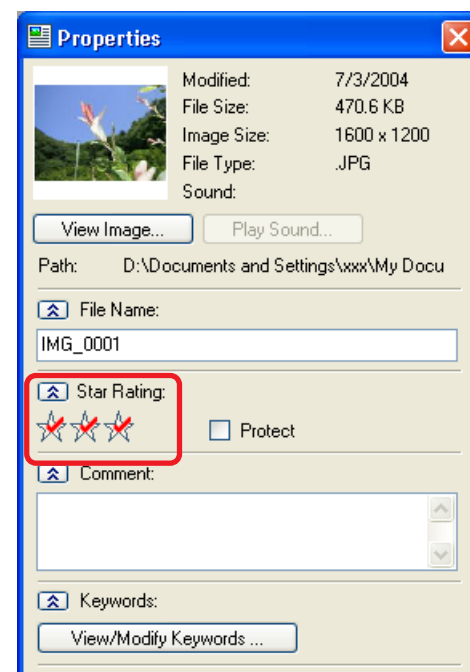 Properties
Modified: 7/3/2004
File Size: 470.6 KB
Image Size: 1600 x 1200
File Type: .JPG
Sound:
View Image... Play Sound...
Path: D:\Documents and Settings\xxx\My Docu
File Name:
IMG_0001
Star Rating:
Protect
Comment:
Keywords:
View/Modify Keywords ...